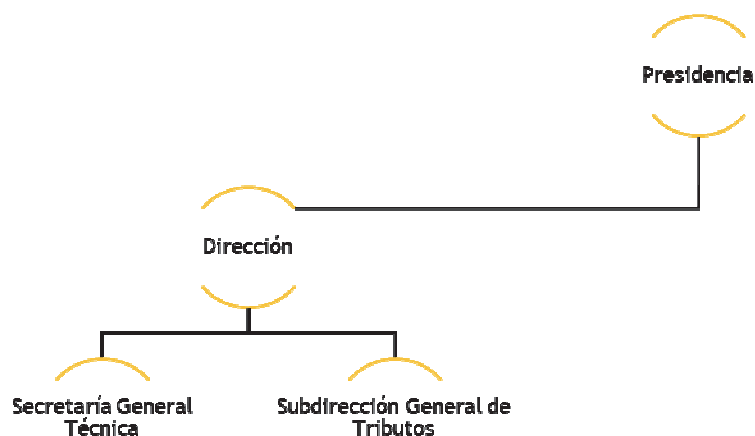 Presidencia
Dirección
Secretaría General
Técnica
Subdirección General de
Tributos